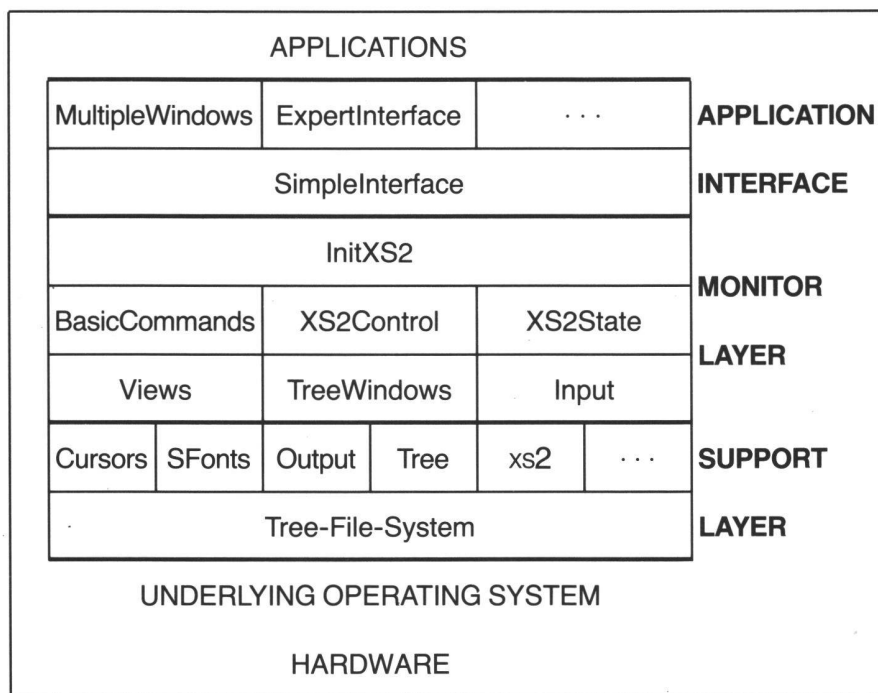 APPLICATIONS
MultipleWindows ExpertInterface ... APPLICATION
SimpleInterface INTERFACE
InitXS2
MONITOR
BasicCommands XS2Control XS2State
LAYER
Views TreeWindows Input
Cursors SFonts Output Tree xs2 ... SUPPORT
Tree-File-System LAYER
UNDERLYING OPERATING SYSTEM
HARDWARE